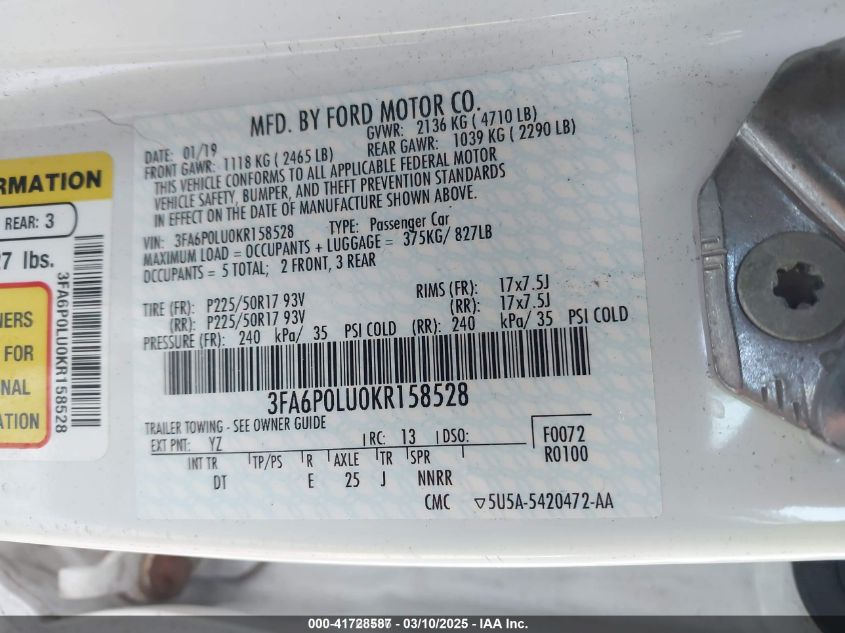 MFD. BY FORD MOTOR CO.
DATE: 01/19
GVWR: 2136 KG ( 4710 LB)
FRONT GAWR: 1118 KG ( 2465 LB)
REAR GAWR: 1039 KG ( 2290 LB)
THIS VEHICLE CONFORMS TO ALL APPLICABLE FEDERAL MOTOR
VEHICLE SAFETY, BUMPER, AND THEFT PREVENTION STANDARDS
IN EFFECT ON THE DATE OF MANUFACTURE SHOWN ABOVE.
VIN: 3FA6P0LU0KR158528 TYPE: Passenger Car
MAXIMUM LOAD = OCCUPANTS + LUGGAGE = 375KG/ 827LB
OCCUPANTS = 5 TOTAL; 2 FRONT, 3 REAR
TIRE (FR): P225/50R17 93V RIMS (FR): 17x7.5J
(RR): P225/50R17 93V (RR): 17x7.5J
PRESSURE (FR): 240 kPa/ 35 PSI COLD (RR): 240 kPa/ 35 PSI COLD
3FA6P0LU0KR158528
TRAILER TOWING - SEE OWNER GUIDE
EXT PNT: YZ RC: 13 DSO: F0072
R0100
INT TR TP/PS R AXLE TR SPR
DT E 25 J NNRR
CMC ▽5U5A-5420472-AA
RMATION
REAR: 3
7 lbs.
3FA6P0LU0KR158528
NERS
FOR
NAL
ATION
000-41728587 - 03/10/2025 - IAA Inc.